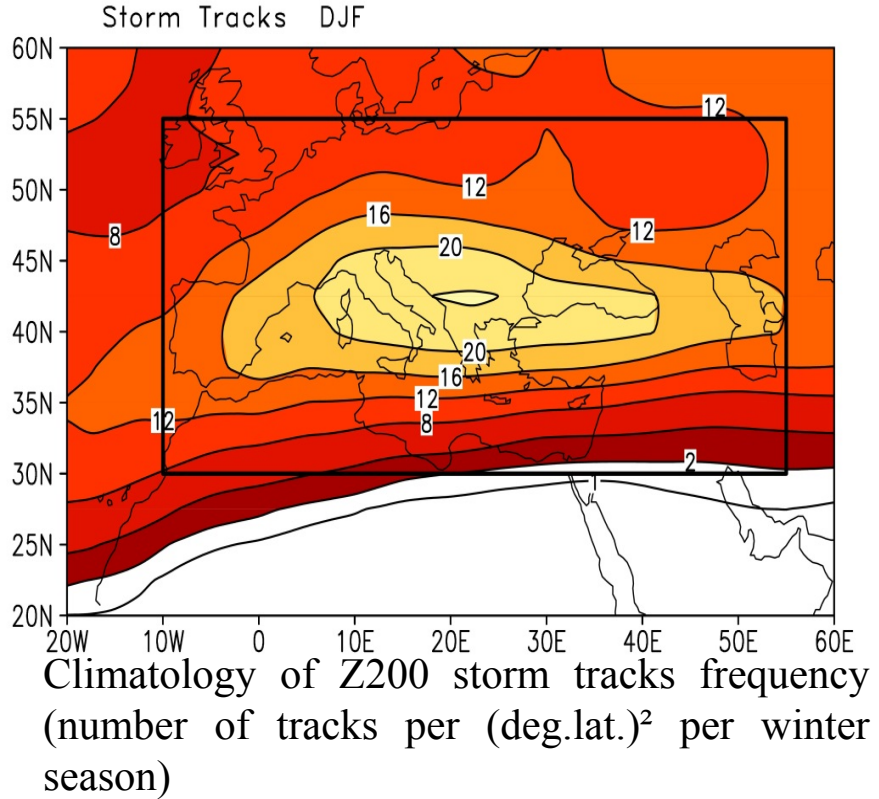 Storm Tracks DJF
60N
55N
50N
45N
40N
35N
30N
25N
20N
12
12
16
12
8
20
20
16
12
12
8
2
1
20W 10W 0 10E 20E 30E 40E 50E 60E
Climatology of Z200 storm tracks frequency
(number of tracks per (deg.lat.)² per winter
season)